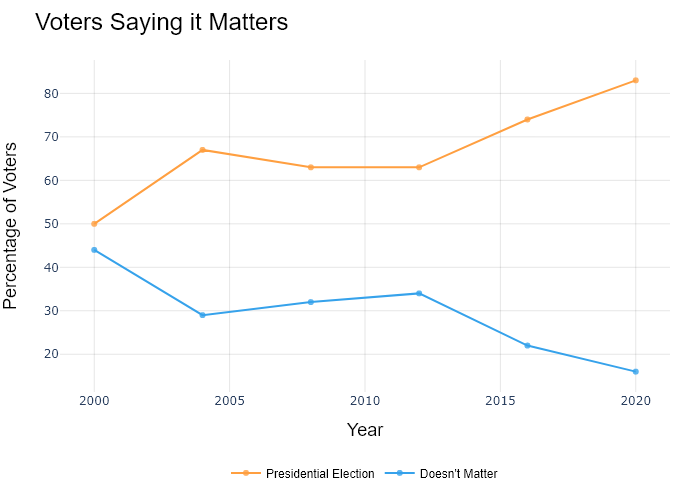 Voters Saying it Matters
Percentage of Voters
80
70
60
50
40
30
20
2000 2005 2010 2015 2020
Year
Presidential Election Doesn't Matter